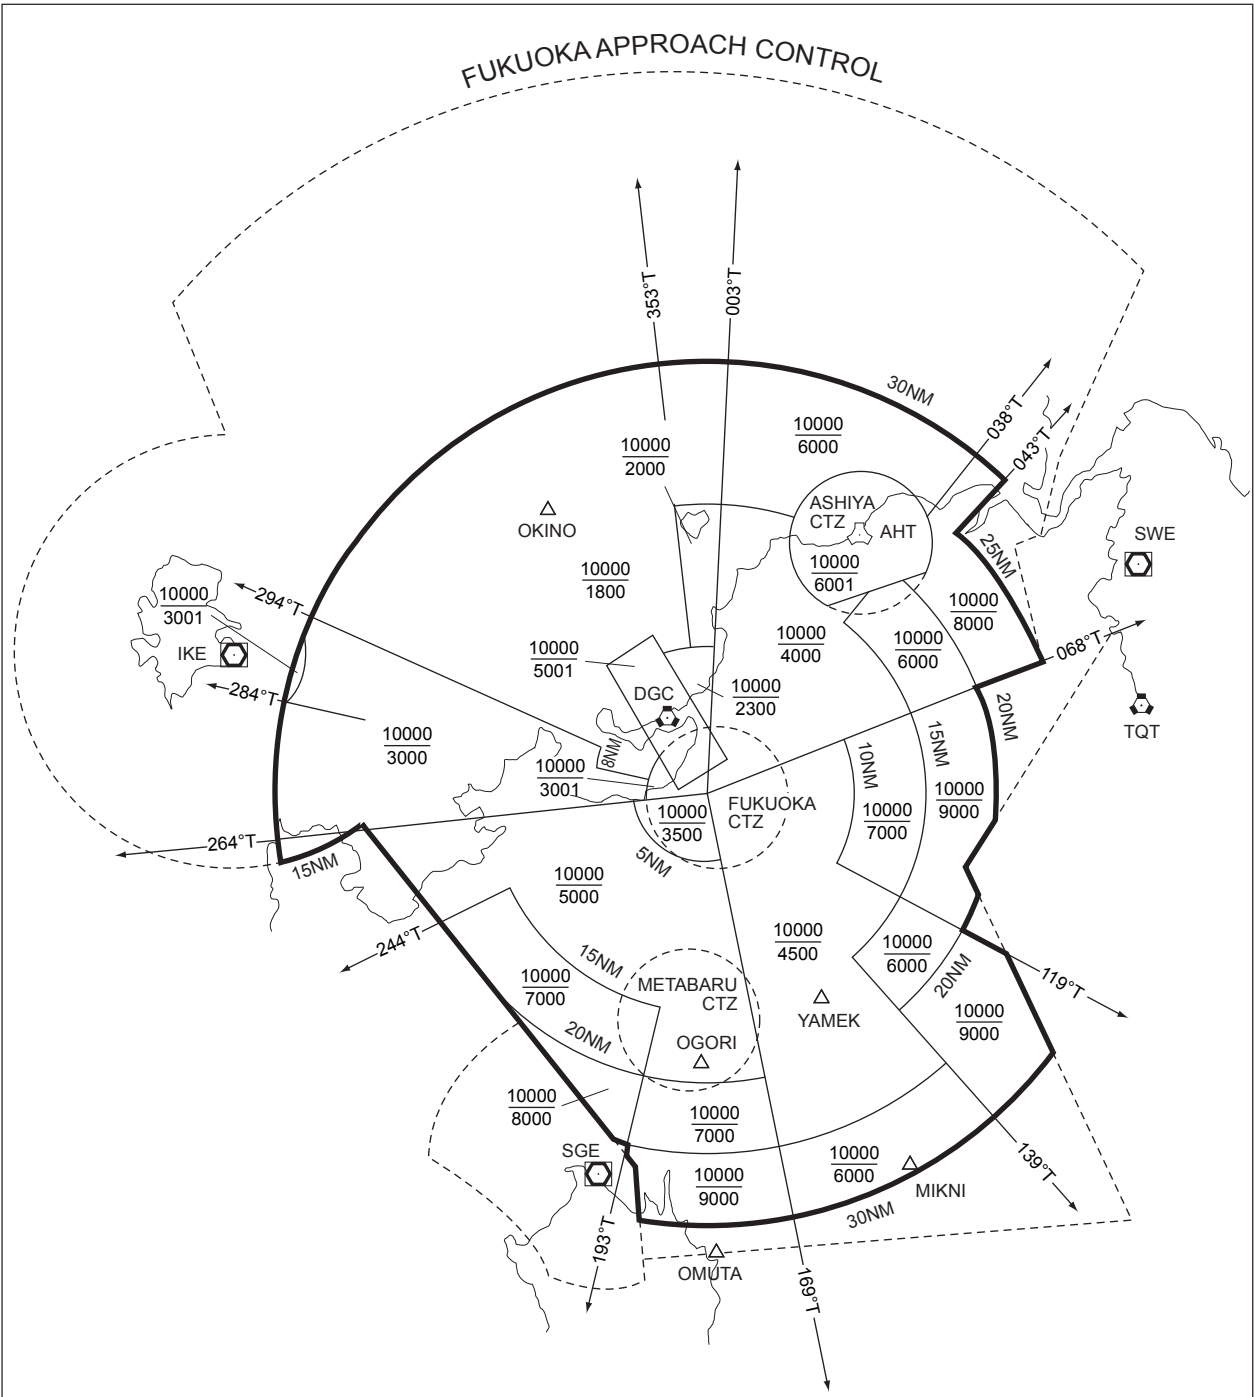 FUKUOKA APPROACH CONTROL
353°T
003°T
30NM
038°T
043°T
10000
6000
10000
2000
ASHIYA
CTZ
AHT
OKINO
SWE
25NM
10000
6001
10000
1800
10000
3001
294°T
10000
8000
10000
4000
10000
6000
068°T
IKE
10000
5001
284°T
DGC
10000
2300
20NM
TQT
10000
3000
8NM
10NM
15NM
10000
3001
10000
3500
FUKUOKA
CTZ
10000
7000
10000
9000
264°T
15NM
5NM
10000
5000
244°T
10000
4500
10000
6000
15NM
20NM
119°T
10000
7000
METABARU
CTZ
YAMEK
10000
9000
20NM
OGORI
10000
8000
10000
7000
SGE
10000
6000
139°T
10000
9000
MIKNI
30NM
193°T
OMUTA
169°T